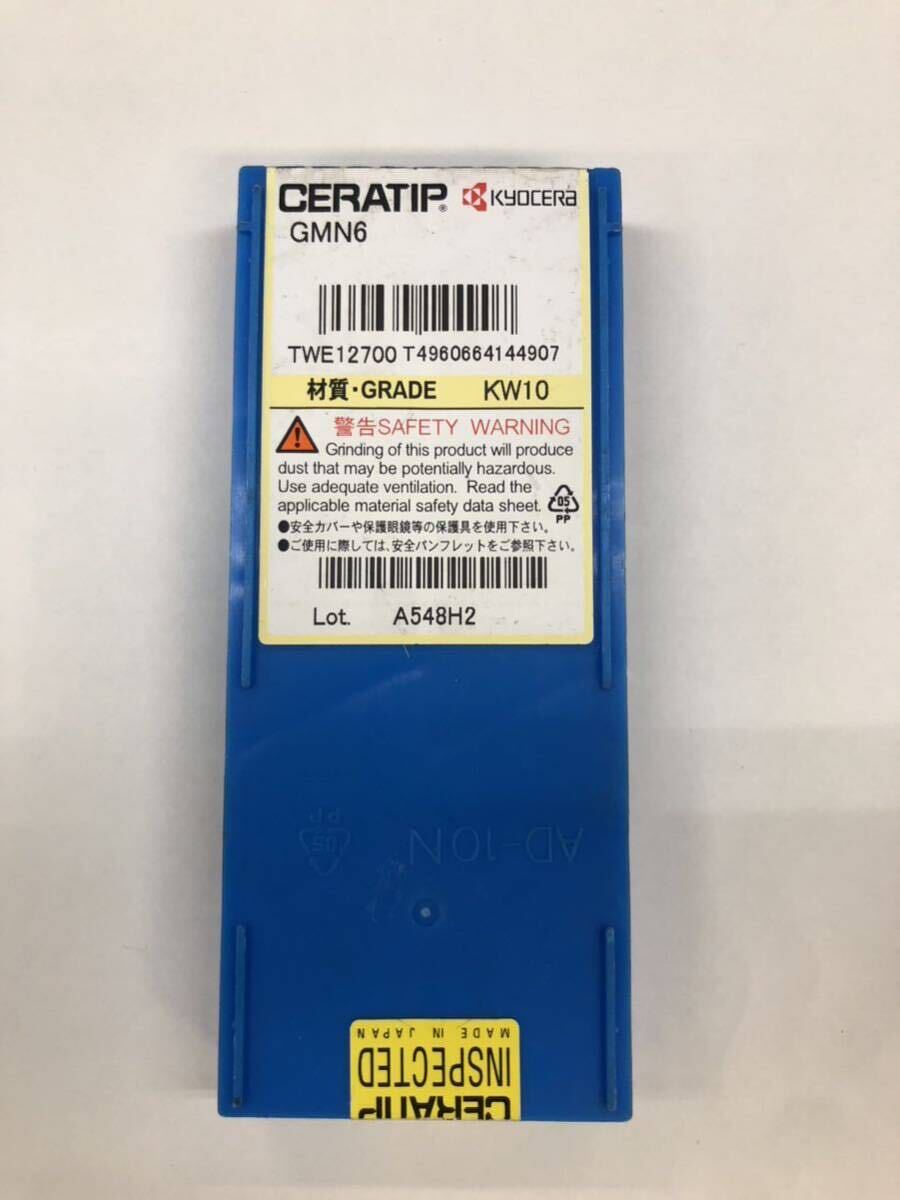 CERATIP® KYOCERA
GMN6
TWE12700 T4960664144907
材質・GRADE KW10
警告SAFETY WARNING
Grinding of this product will produce
dust that may be potentially hazardous.
Use adequate ventilation. Read the
applicable material safety data sheet.
05
PP
●安全カバーや保護眼鏡等の保護具を使用下さい。
●ご使用に際しては、安全パンフレットをご参照下さい。
Lot. A548H2
AD-10N
05
PP
CERATIP
INSPECTED
MADE IN JAPAN